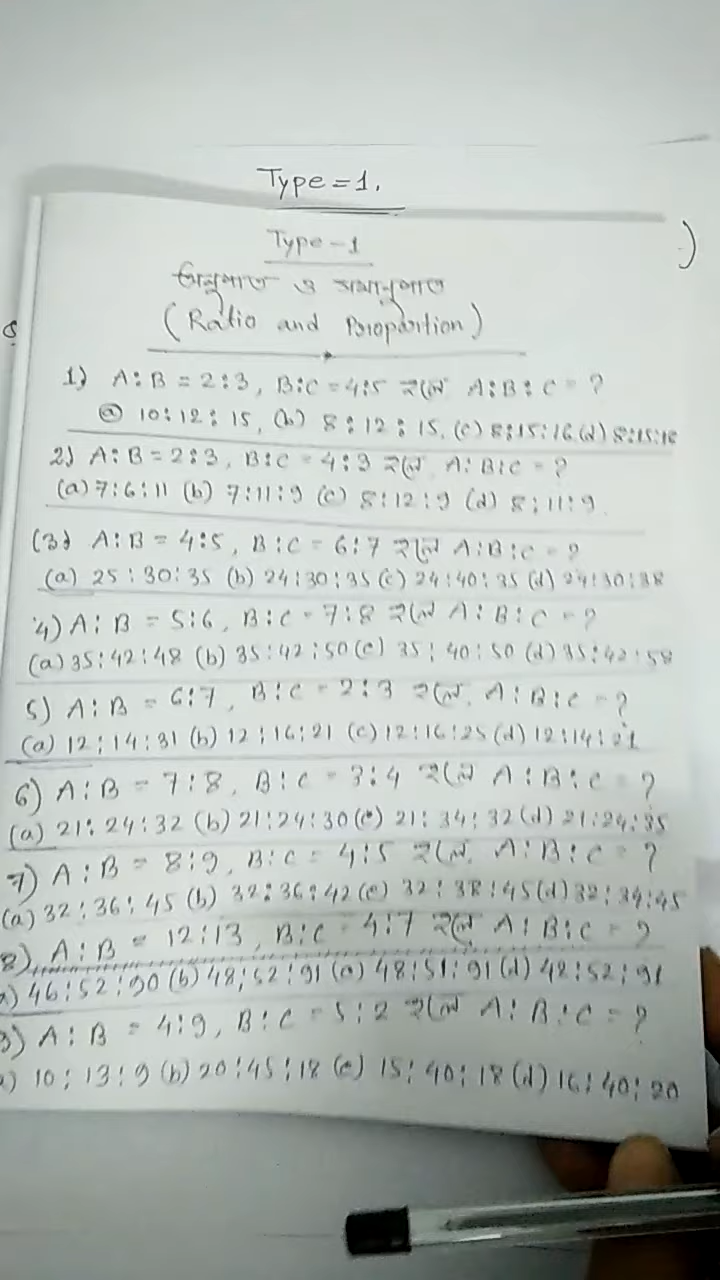 Type = 1.
Type - 1
অনুপাত ও সমানুপাত
(Ratio and Proportion)
1) A:B = 2:3, B:C = 4:5 হলে A:B:C = ?
(a) 10:12:15, (b) 8:12:15, (c) 8:15:16 (d) 8:15:18
2) A:B = 2:3, B:C = 4:3 হলে, A:B:C = ?
(a) 7:6:11 (b) 7:11:9 (c) 8:12:9 (d) 8:11:9.
(3) A:B = 4:5, B:C = 6:7 হলে A:B:C = ?
(a) 25:30:35 (b) 24:30:35 (c) 24:40:35 (d) 24:30:38
4) A:B = 5:6, B:C = 7:8 হলে A:B:C = ?
(a) 35:42:48 (b) 35:42:50 (c) 35:40:50 (d) 35:42:58
5) A:B = 6:7, B:C = 2:3 হলে, A:B:C = ?
(a) 12:14:31 (b) 12:16:21 (c) 12:16:25 (d) 12:14:21
6) A:B = 7:8, B:C = 3:4 হলে A:B:C = ?
(a) 21:24:32 (b) 21:24:30 (c) 21:34:32 (d) 21:24:35
7) A:B = 8:9, B:C = 4:5 হলে, A:B:C = ?
(a) 32:36:45 (b) 32:36:42 (c) 32:38:45 (d) 32:34:45
8) A:B = 12:13, B:C = 4:7 হলে A:B:C = ?
) 46:52:90 (b) 48:52:91 (c) 48:51:91 (d) 42:52:91
) A:B = 4:9, B:C = 5:2 হলে A:B:C = ?
) 10:13:9 (b) 20:45:18 (c) 15:40:18 (d) 16:40:20